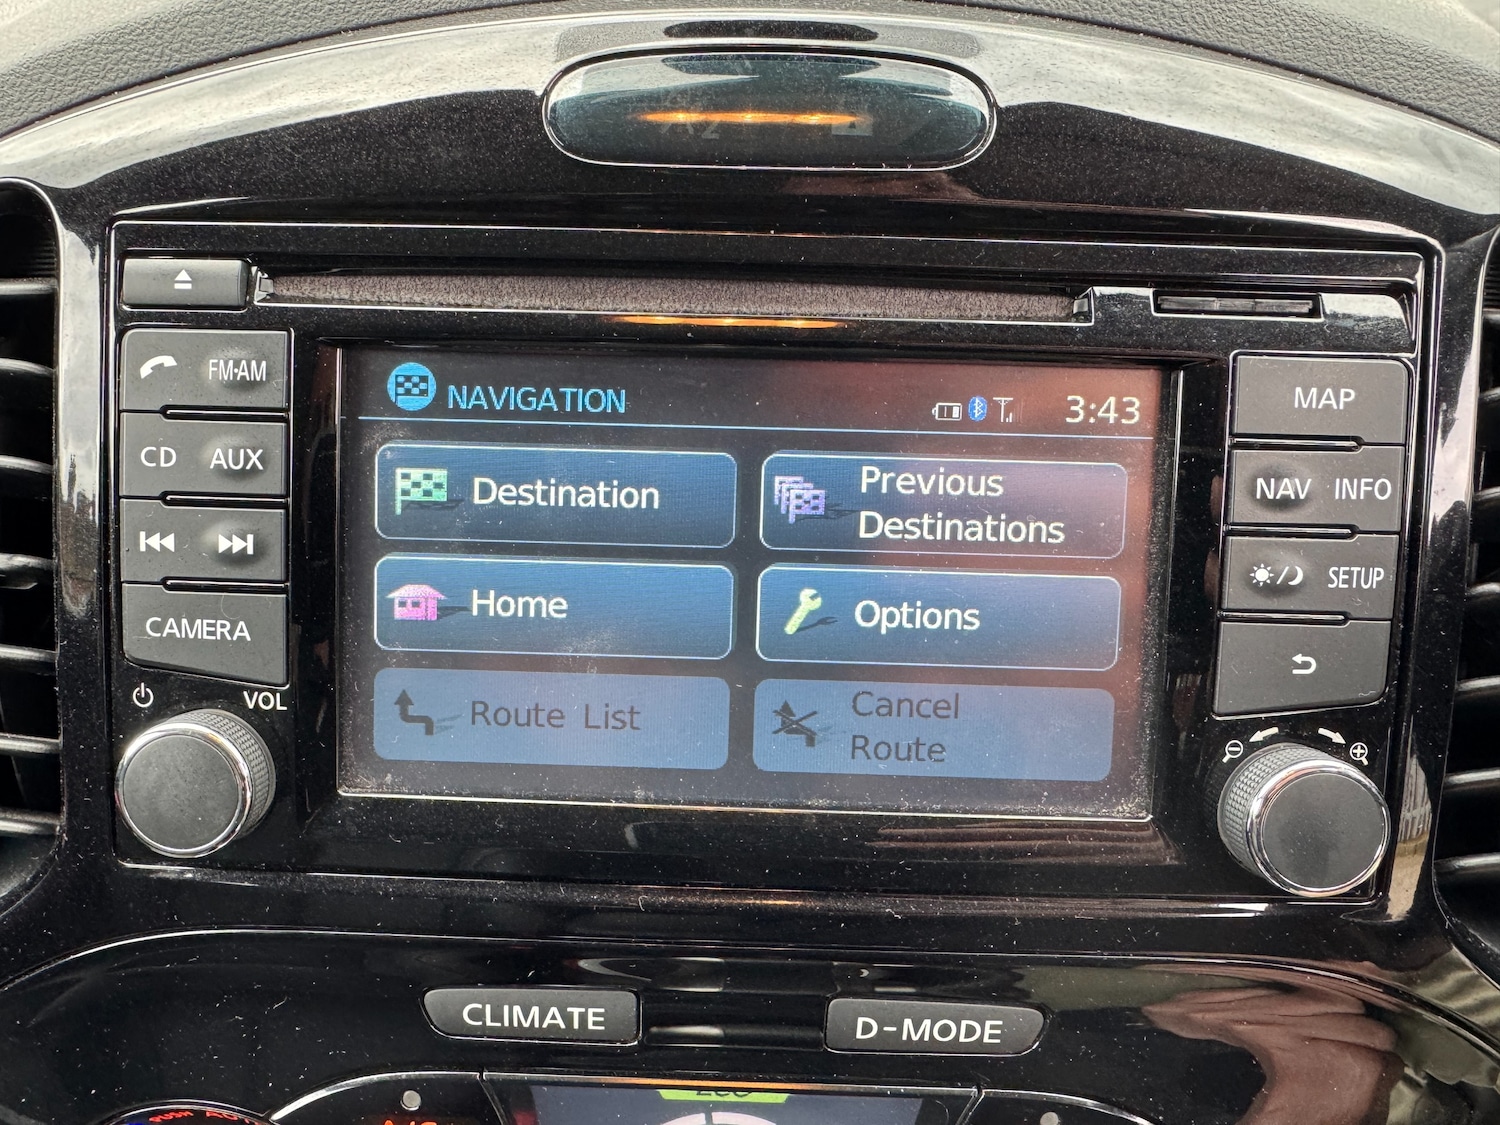 FM·AM
CD AUX
CAMERA
VOL
NAVIGATION
3:43
Destination
Previous
Destinations
Home
Options
Route List
Cancel
Route
MAP
NAV INFO
SETUP
CLIMATE
D-MODE
PUSH
A/C